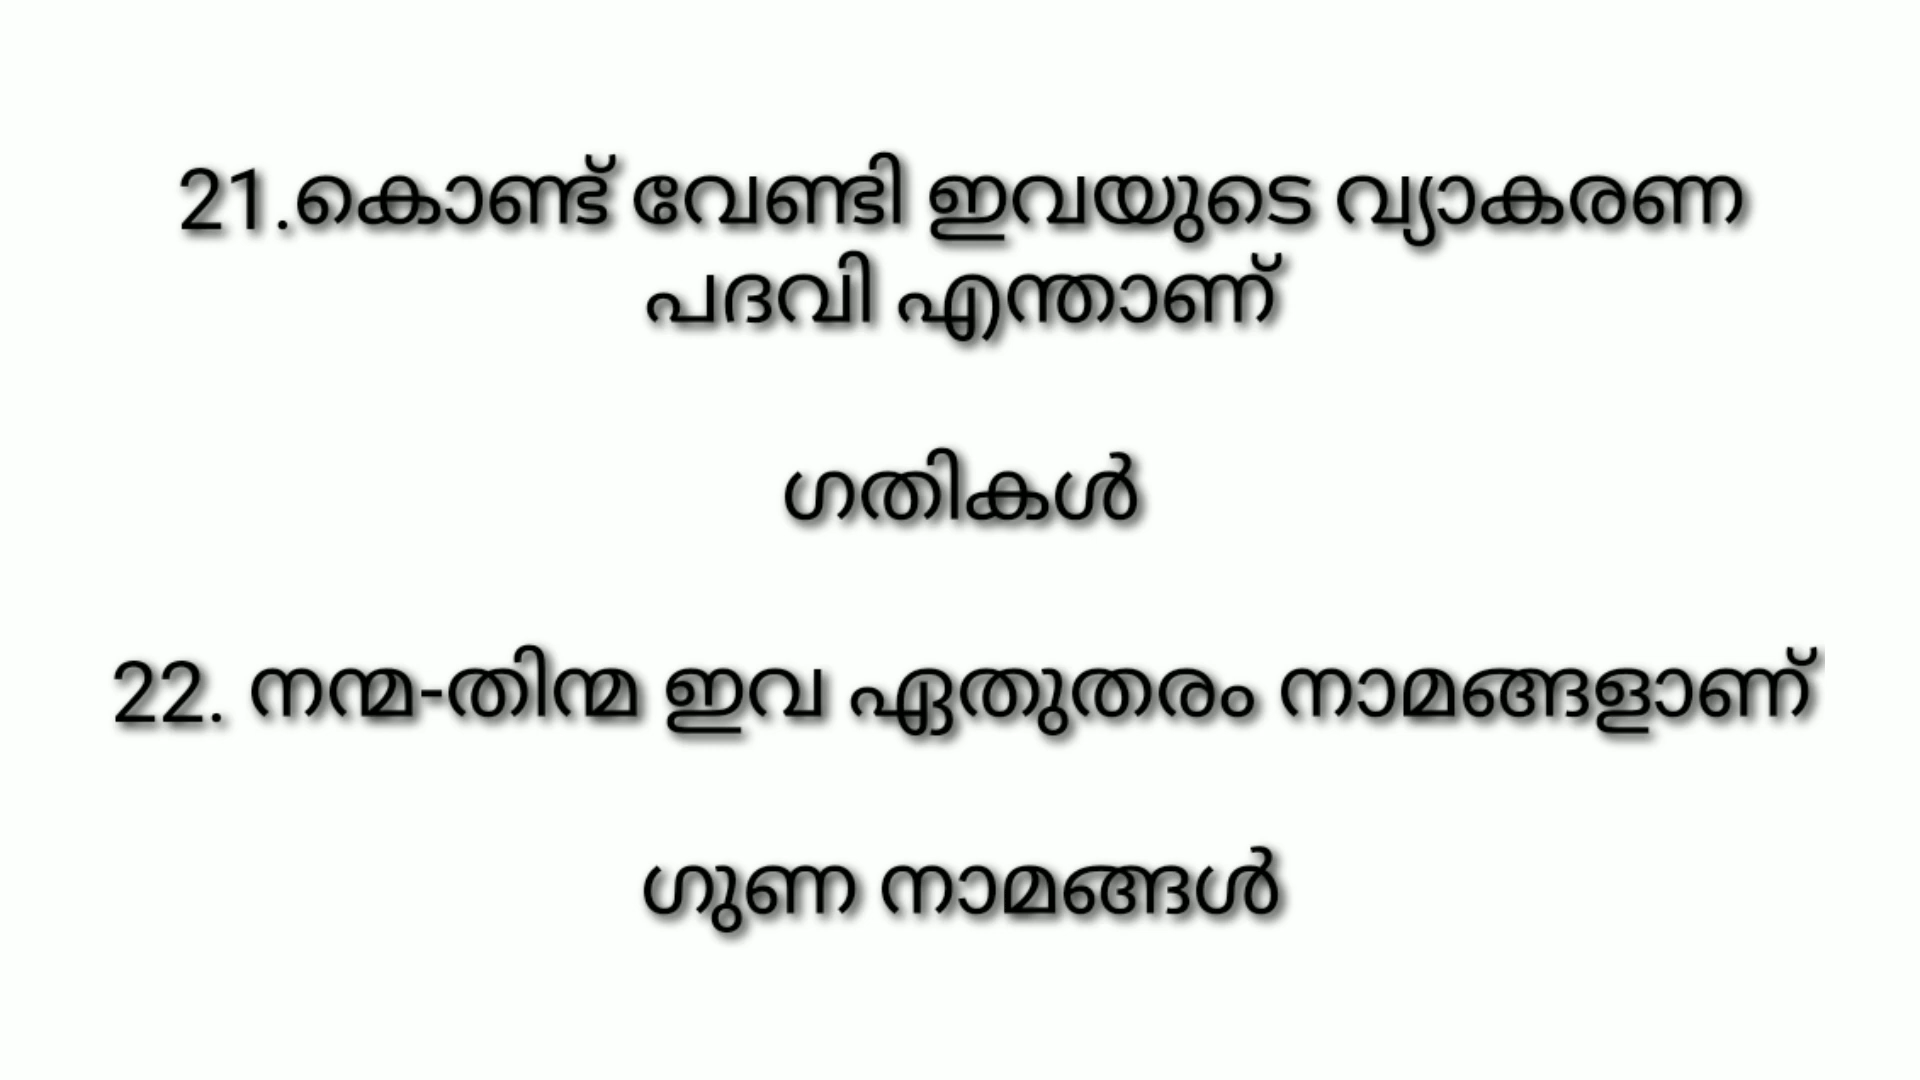 21.കൊണ്ട് വേണ്ടി ഇവയുടെ വ്യാകരണ
പദവി എന്താണ്
ഗതികൾ
22. നന്മ-തിന്മ ഇവ ഏതുതരം നാമങ്ങളാണ്
ഗുണ നാമങ്ങൾ